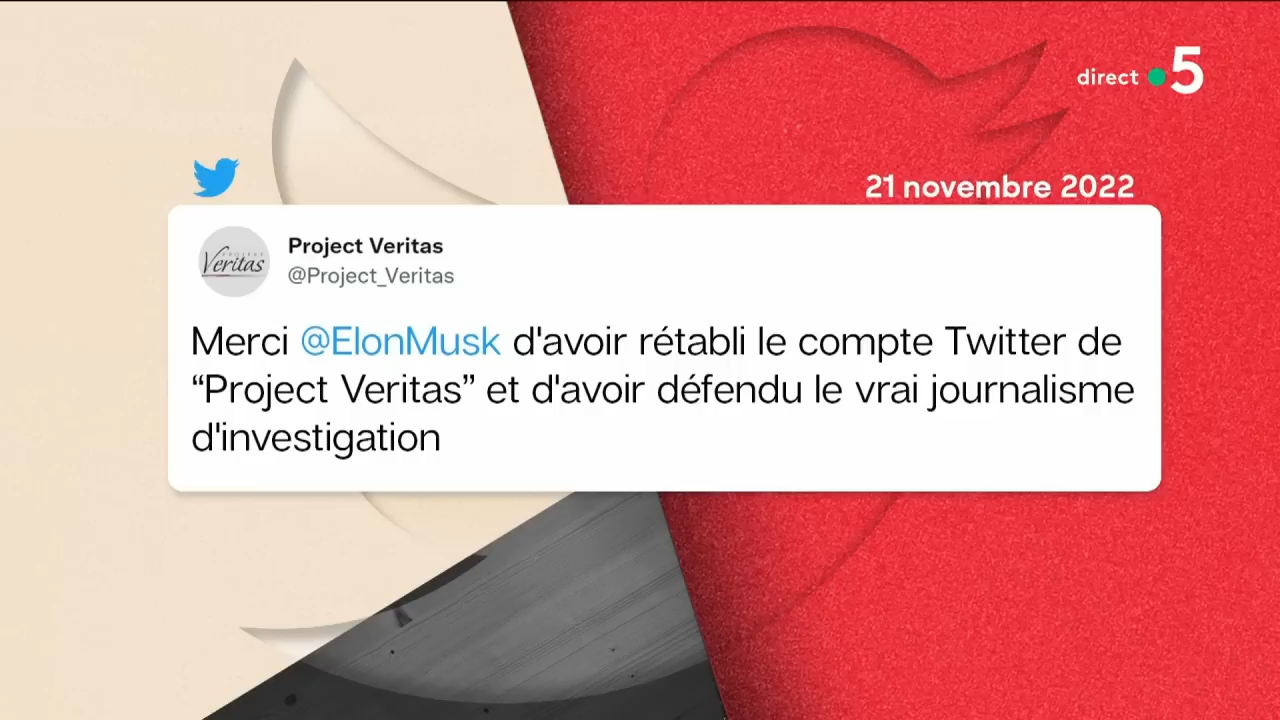 direct 5
21 novembre 2022
Veritas
Project Veritas
@Project_Veritas
Merci @ElonMusk d'avoir rétabli le compte Twitter de
“Project Veritas” et d'avoir défendu le vrai journalisme
d'investigation